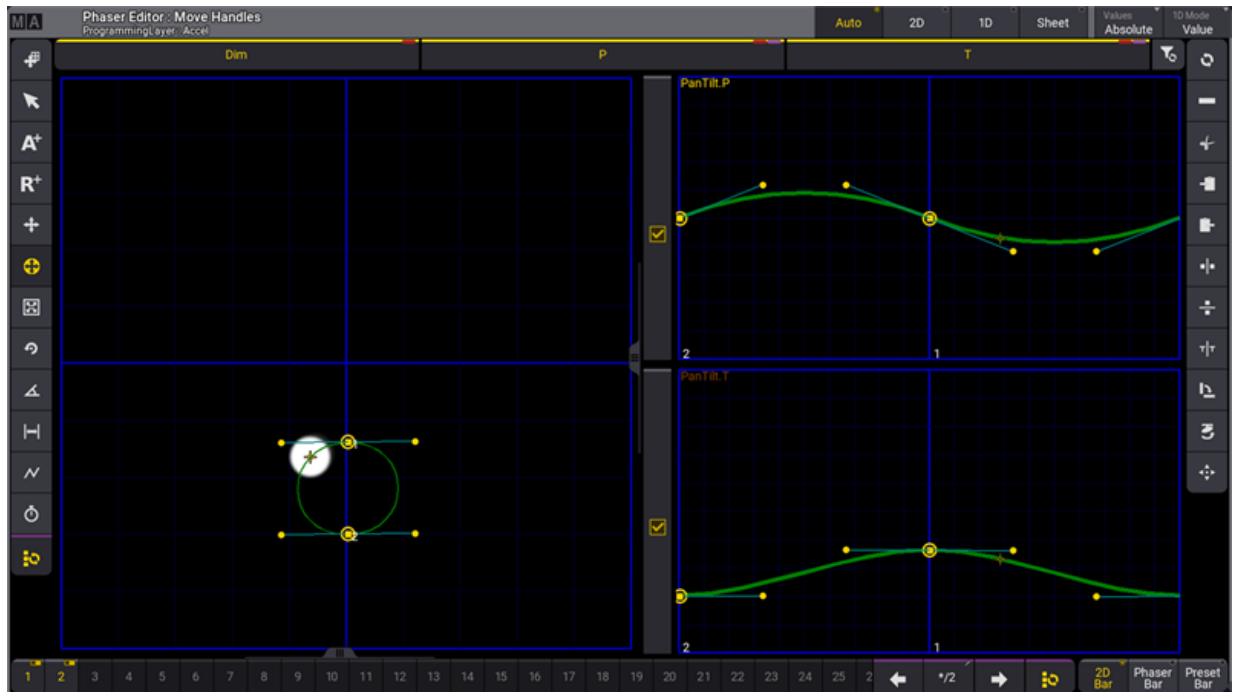 MA
Phaser Editor : Move Handles
ProgrammingLayer Accel
Auto
2D
1D
Sheet
Values
Absolute
1D Mode
Value
Dim
P
T
A+
R+
PanTilt.P
2
1
PanTilt.T
2
1
1
2
T|T
1 2 3 4 5 6 7 8 9 10 11 12 13 14 15 16 17 18 19 20 21 22 23 24 25 2
*/2
2D
Bar
Phaser
Bar
Preset
Bar